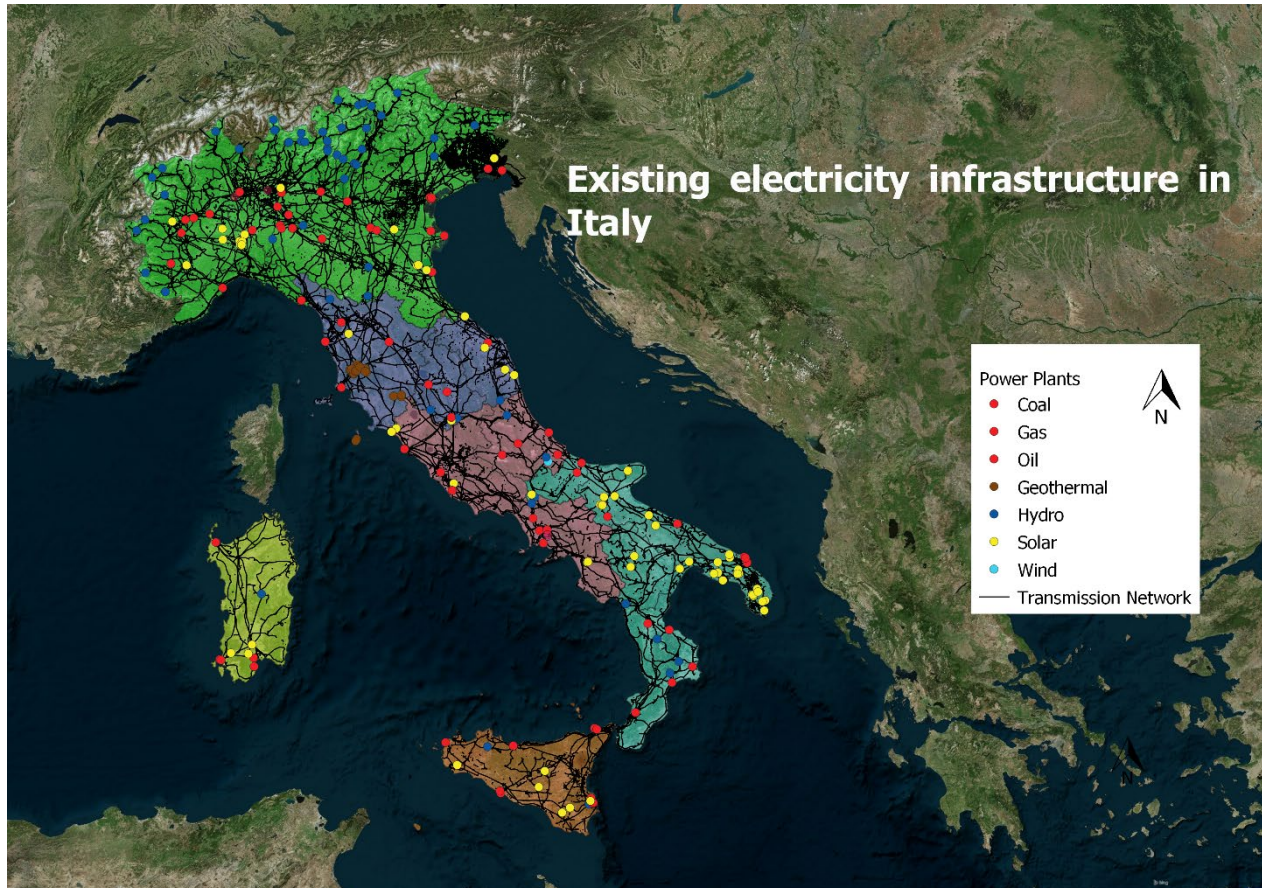 Existing electricity infrastructure in
Italy
Power Plants
N
Coal
Gas
Oil
Geothermal
Hydro
Solar
Wind
Transmission Network
N